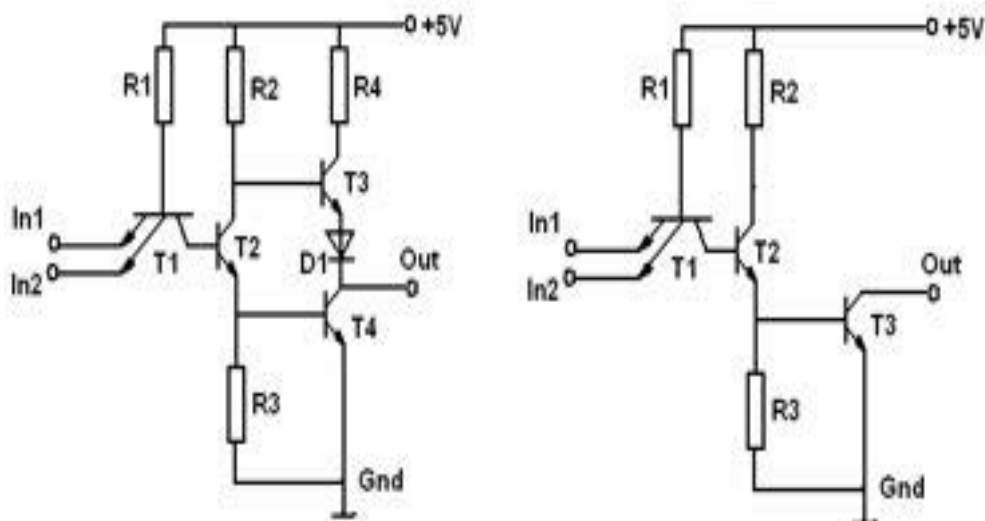 +5V
R1
R2
R4
T3
In1
In2
T1
T2
D1
Out
T4
R3
Gnd
+5V
R1
R2
In1
In2
T1
T2
Out
T3
R3
Gnd